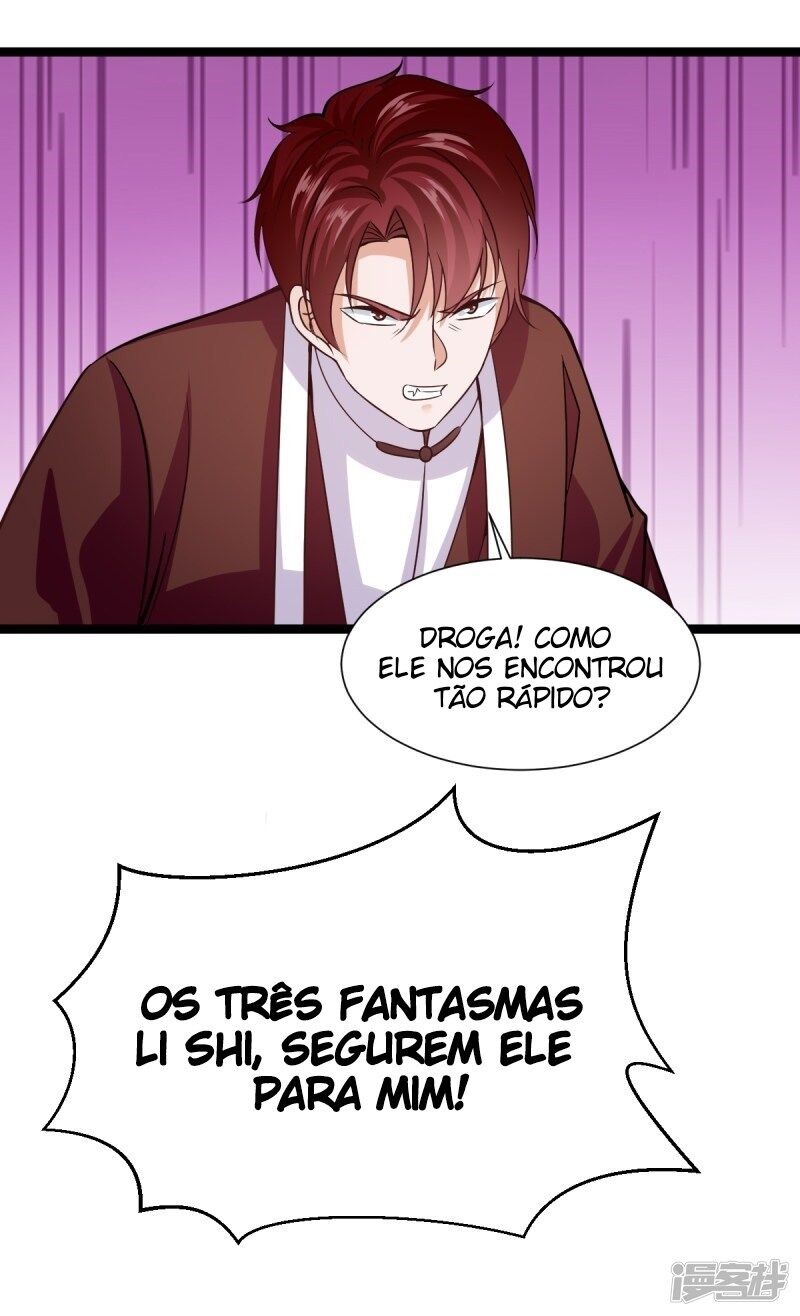 DROGA! COMO
ELE NOS ENCONTROU
TÃO RÁPIDO?
OS TRÊS FANTASMAS
LI SHI, SEGUREM ELE
PARA MIM!
漫客栈